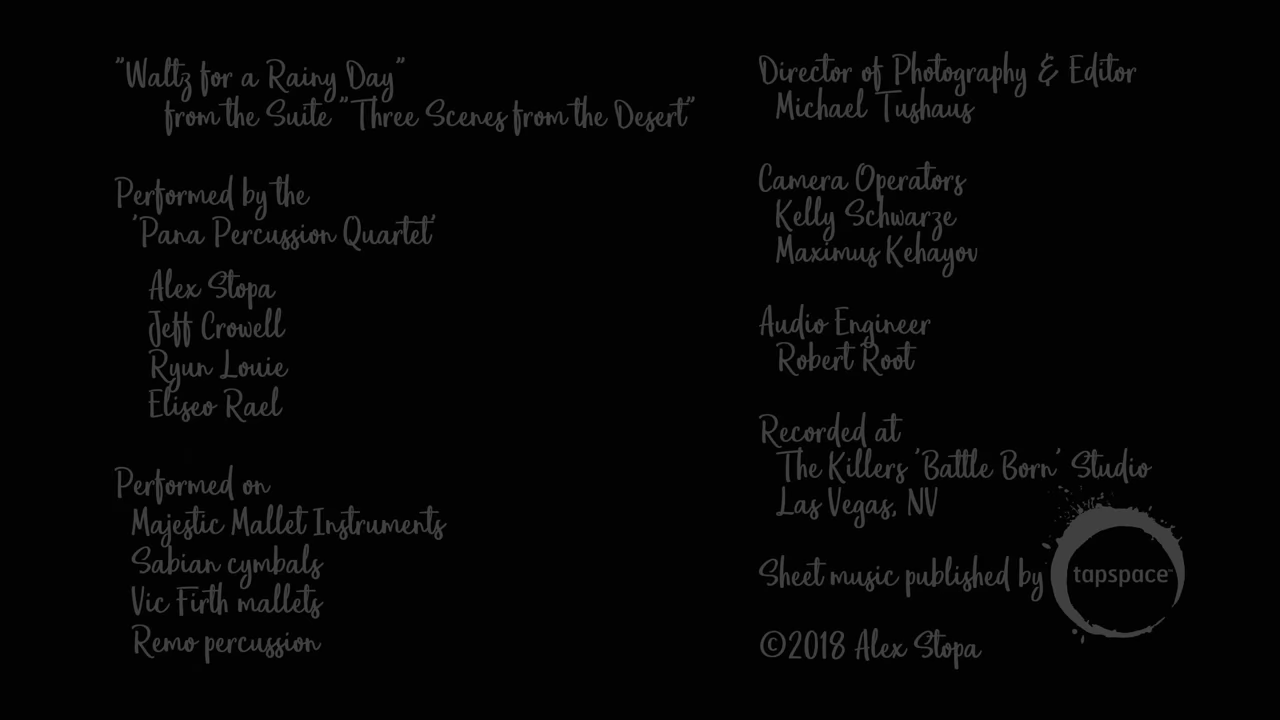 "Waltz for a Rainy Day"
from the Suite "Three Scenes from the Desert"
Performed by the
'Pana Percussion Quartet'
Alex Stopa
Jeff Crowell
Ryun Louie
Eliseo Rael
Performed on
Majestic Mallet Instruments
Sabian cymbals
Vic Firth mallets
Remo percussion
Director of Photography & Editor
Michael Tushaus
Camera Operators
Kelly Schwarze
Maximus Kehayov
Audio Engineer
Robert Root
Recorded at
The Killers 'Battle Born' Studio
Las Vegas, NV
Sheet music published by
tapspace™
©2018 Alex Stopa